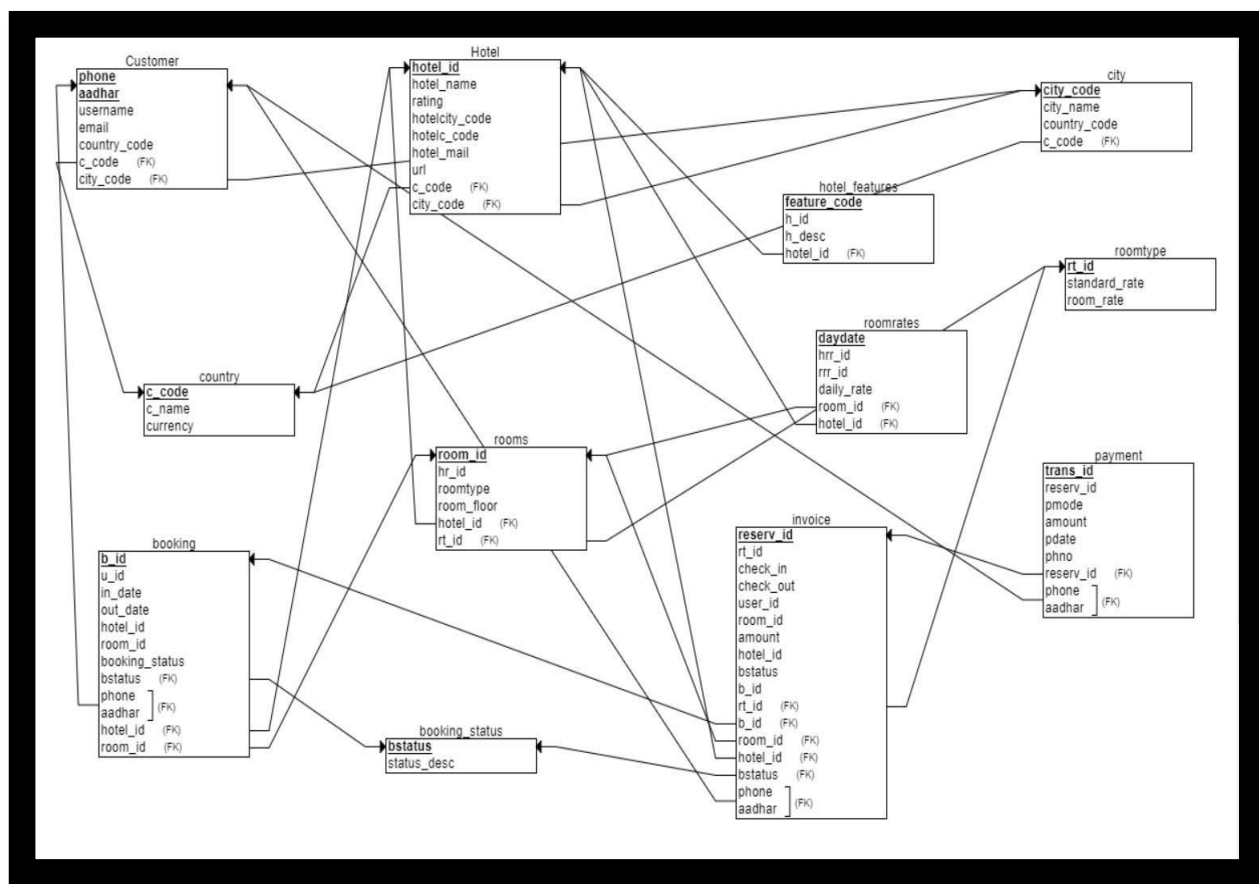 Customer
phone
aadhar
username
email
country_code
c_code (FK)
city_code (FK)
Hotel
hotel_id
hotel_name
rating
hotelcity_code
hotelc_code
hotel_mail
url
c_code (FK)
city_code (FK)
city
city_code
city_name
country_code
c_code (FK)
hotel_features
feature_code
h_id
h_desc
hotel_id (FK)
roomtype
rt_id
standard_rate
room_rate
roomrates
daydate
hrr_id
rrr_id
daily_rate
room_id (FK)
hotel_id (FK)
country
c_code
c_name
currency
rooms
room_id
hr_id
roomtype
room_floor
hotel_id (FK)
rt_id (FK)
payment
trans_id
reserv_id
pmode
amount
pdate
phno
reserv_id (FK)
phone
aadhar
(FK)
booking
b_id
u_id
in_date
out_date
hotel_id
room_id
booking_status
bstatus (FK)
phone
aadhar
(FK)
hotel_id (FK)
room_id (FK)
invoice
reserv_id
rt_id
check_in
check_out
user_id
room_id
amount
hotel_id
bstatus
b_id
rt_id (FK)
b_id (FK)
room_id (FK)
hotel_id (FK)
bstatus (FK)
phone
aadhar
(FK)
booking_status
bstatus
status_desc